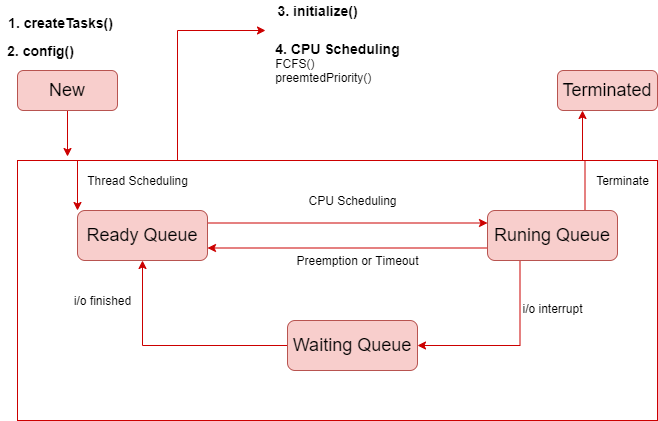 1. createTasks()
2. config()
3. initialize()
4. CPU Scheduling
FCFS()
preemtedPriority()
New
Terminated
Thread Scheduling
Terminate
CPU Scheduling
Ready Queue
Runing Queue
Preemption or Timeout
i/o finished
i/o interrupt
Waiting Queue